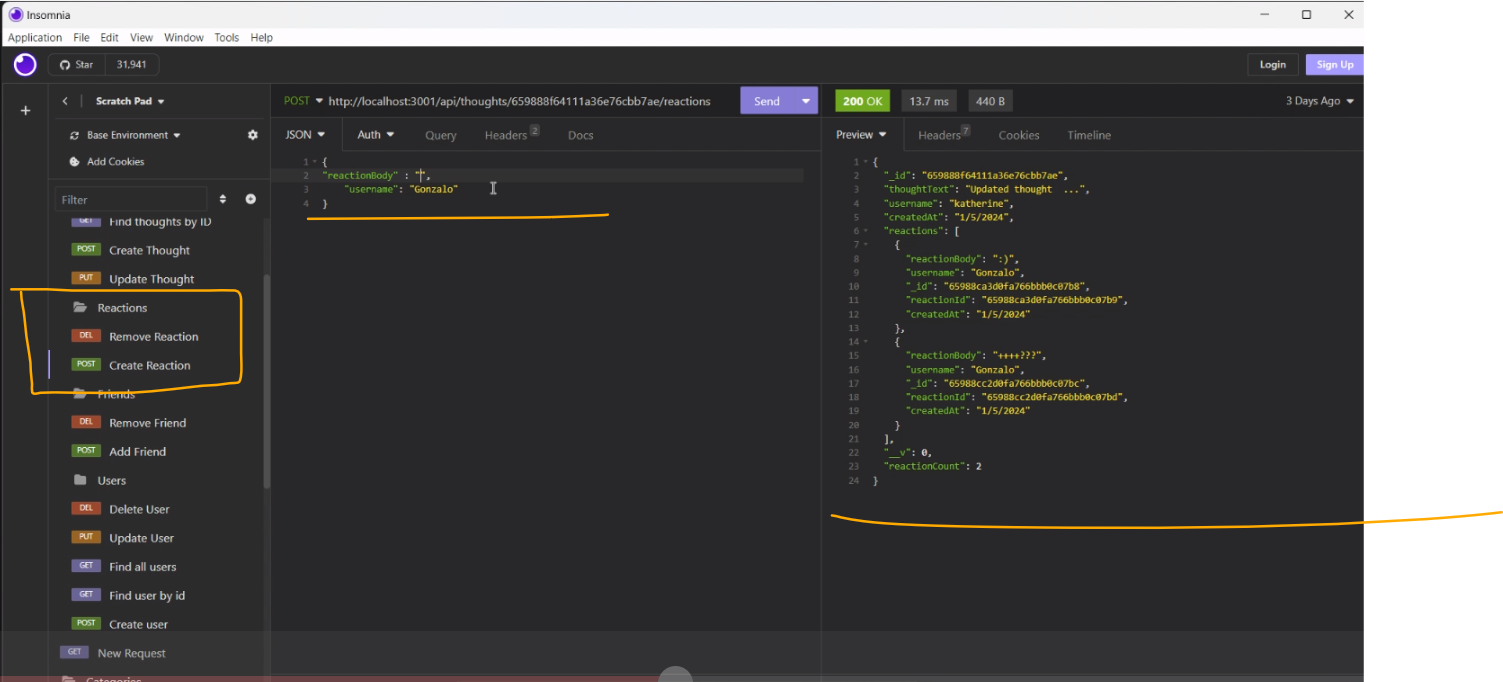 Insomnia
Application File Edit View Window Tools Help
Star 31,941
Login Sign Up
Scratch Pad
Base Environment
Add Cookies
Filter
GET Find thoughts by ID
POST Create Thought
PUT Update Thought
Reactions
DEL Remove Reaction
POST Create Reaction
Friends
DEL Remove Friend
POST Add Friend
Users
DEL Delete User
PUT Update User
GET Find all users
GET Find user by id
POST Create user
GET New Request
Categories
POST http://localhost:3001/api/thoughts/659888f64111a36e76cbb7ae/reactions Send
JSON Auth Query Headers 2 Docs
1 {
2 "reactionBody" : "",
3 "username": "Gonzalo"
4 }
200 OK 13.7 ms 440 B 3 Days Ago
Preview Headers 7 Cookies Timeline
1 {
2 "_id": "659888f64111a36e76cbb7ae",
3 "thoughtText": "Updated thought ...",
4 "username": "katherine",
5 "createdAt": "1/5/2024",
6 "reactions": [
7 {
8 "reactionBody": ":)",
9 "username": "Gonzalo",
10 "_id": "65988ca3d0fa766bbb0c07b8",
11 "reactionId": "65988ca3d0fa766bbb0c07b9",
12 "createdAt": "1/5/2024"
13 },
14 {
15 "reactionBody": "++++???",
16 "username": "Gonzalo",
17 "_id": "65988cc2d0fa766bbb0c07bc",
18 "reactionId": "65988cc2d0fa766bbb0c07bd",
19 "createdAt": "1/5/2024"
20 }
21 ],
22 "__v": 0,
23 "reactionCount": 2
24 }